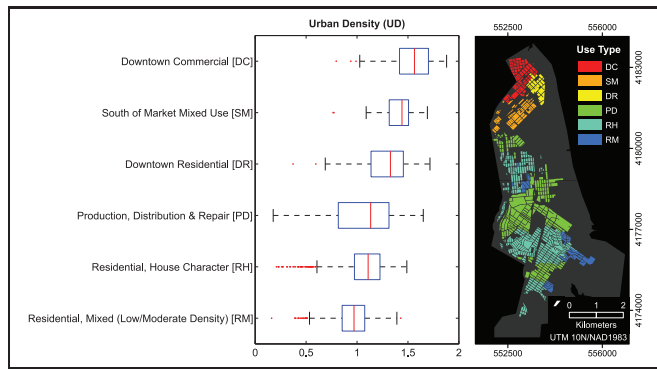 Urban Density (UD)
Downtown Commercial [DC]
South of Market Mixed Use [SM]
Downtown Residential [DR]
Production, Distribution & Repair [PD]
Residential, House Character [RH]
Residential, Mixed (Low/Moderate Density) [RM]
0 0.5 1 1.5 2
552500 556000
Use Type
DC
SM
DR
PD
RH
RM
4183000
4180000
4177000
4174000
0 1 2
Kilometers
UTM 10N/NAD1983
552500 556000